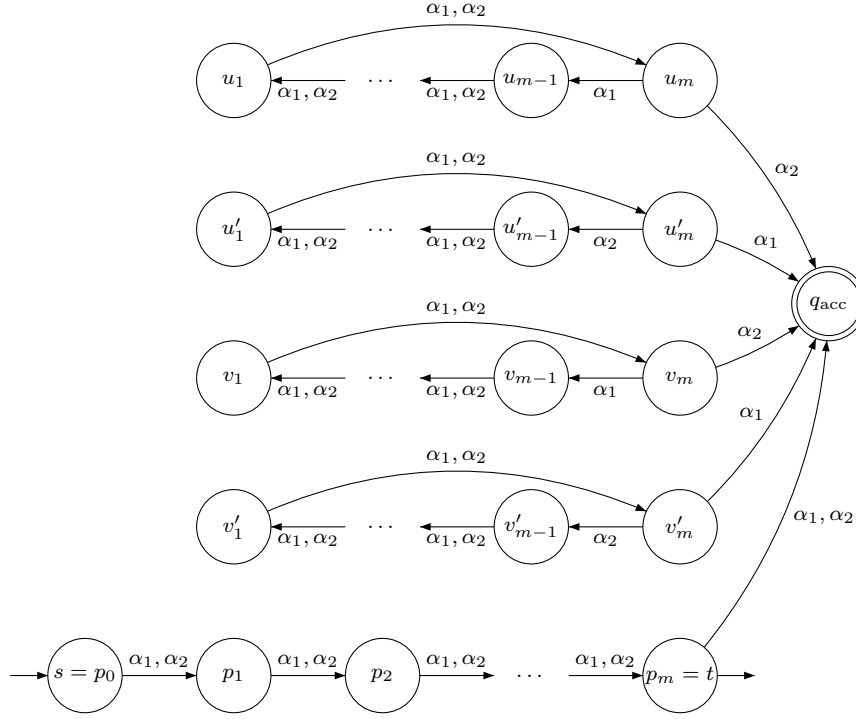 α₁, α₂
u₁ α₁, α₂ ⋯ α₁, α₂ uₘ₋₁ α₁ uₘ
α₂
α₁, α₂
u′₁ α₁, α₂ ⋯ α₁, α₂ u′ₘ₋₁ α₂ u′ₘ
α₁
q_acc
α₁, α₂
α₂
v₁ α₁, α₂ ⋯ α₁, α₂ vₘ₋₁ α₁ vₘ
α₁
α₁, α₂
v′₁ α₁, α₂ ⋯ α₁, α₂ v′ₘ₋₁ α₂ v′ₘ
α₁, α₂
s = p₀ α₁, α₂ p₁ α₁, α₂ p₂ α₁, α₂ ⋯ α₁, α₂ pₘ = t